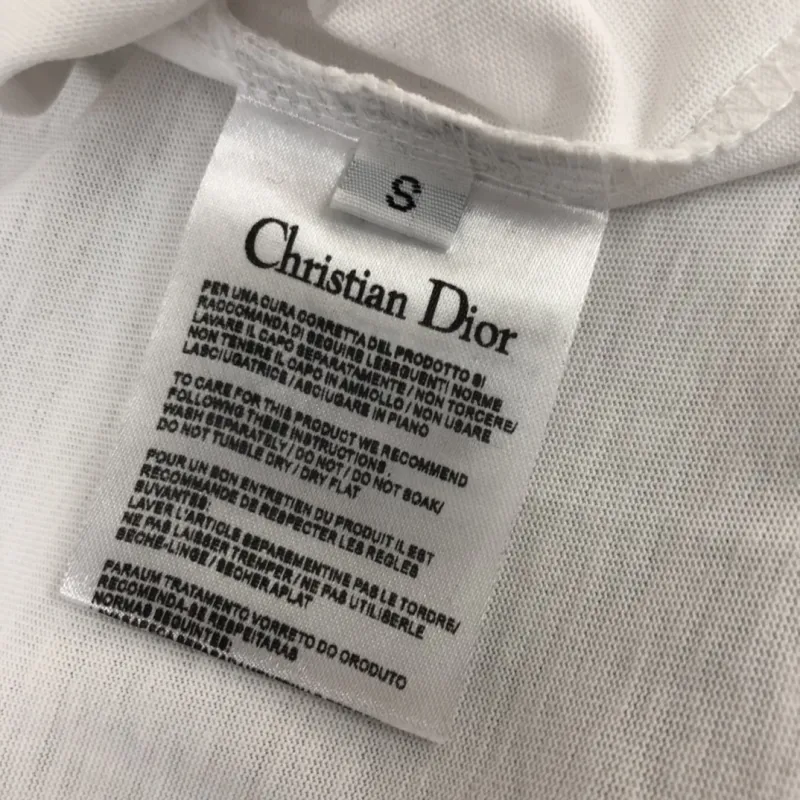 S
Christian Dior
PER UNA CURA CORRETTA DEL PRODOTTO SI
RACCOMANDA DI SEGUIRE LESEGUENTI NORME
LAVARE IL CAPO SEPARATAMENTE / NON TORCERE/
NON TENERE IL CAPO IN AMMOLLO / NON USARE
LASCIUGATRICE / ASCIUGARE IN PIANO
TO CARE FOR THIS PRODUCT WE RECOMMEND
FOLLOWNG THESE INSTRUCTIONS.
WASH SEPARATELY / DO NOT / DO NOT SOAK/
DO NOT TUMBLE DRY / DRY FLAT
POUR UN BON ENTRETIEN DU PRODUIT IL EST
RECOMMANDE DE RESPECTER LES REGLES
SUVANTES:
LAVER L'ARTICLE SEPAREMENTINE PAS LE TORDRE/
NE PAS LAISSER TREMPER / NE PAS UTILISERLE
SECHE-LINGE / SECHER APLAT
PARAUM TRATAMENTO VORRETO DO ORODUTO
RECOMENDA-SE RESPEITARAS
NORMAS SEGUINTES: